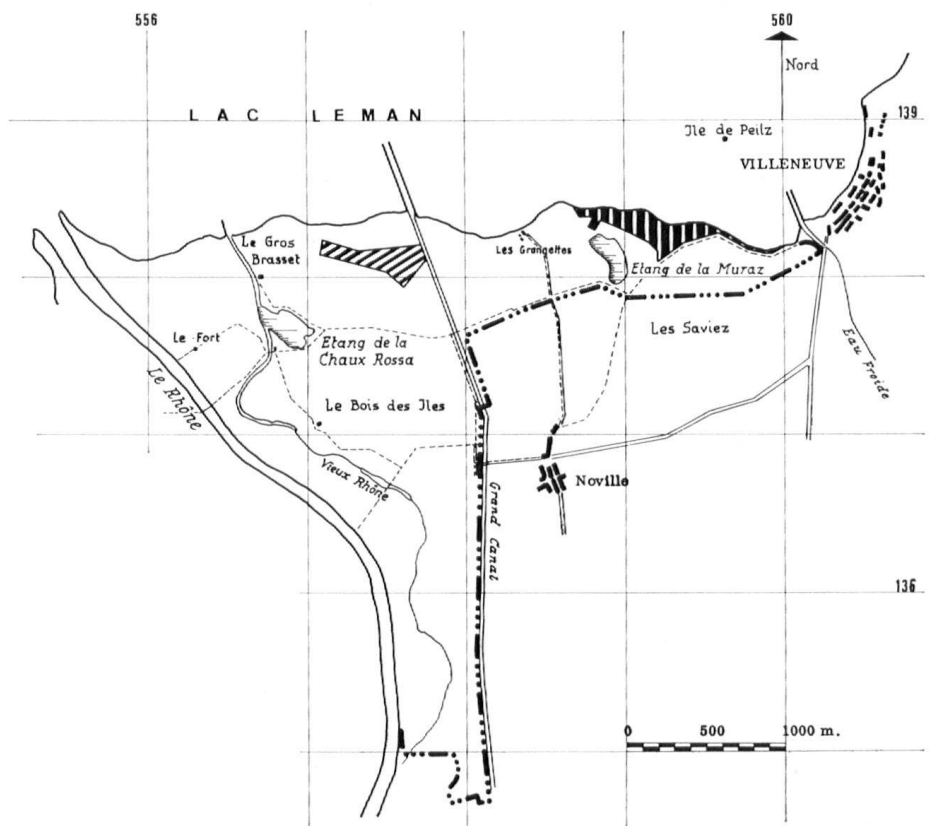 556
560
Nord
LAC LEMAN
139
Ile de Peilz
VILLENEUVE
Le Gros
Brasset
Les Grangettes
Etang de la Muraz
Le Fort
Etang de la
Chaux Rossa
Les Saviez
Eau Froide
Le Rhône
Le Bois des Iles
Vieux Rhône
Noville
Grand Canal
136
0 500 1000 m.